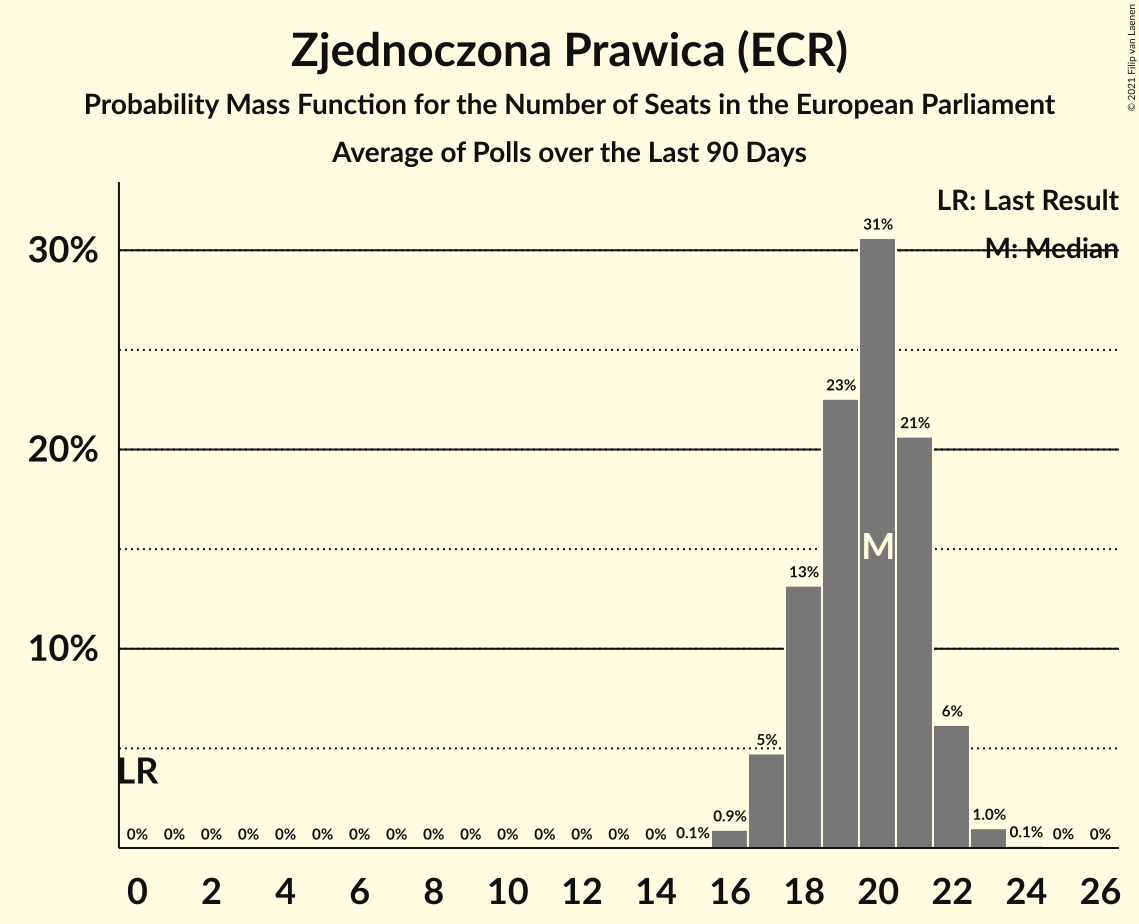 Zjednoczona Prawica (ECR)
Probability Mass Function for the Number of Seats in the European Parliament
Average of Polls over the Last 90 Days
© 2021 Filip van Laenen
LR: Last Result
M: Median
30%
20%
10%
31%
23%
21%
13%
6%
5%
M
LR
0% 0% 0% 0% 0% 0% 0% 0% 0% 0% 0% 0% 0% 0% 0% 0.1% 0.9% 1.0% 0.1% 0% 0%
0 2 4 6 8 10 12 14 16 18 20 22 24 26